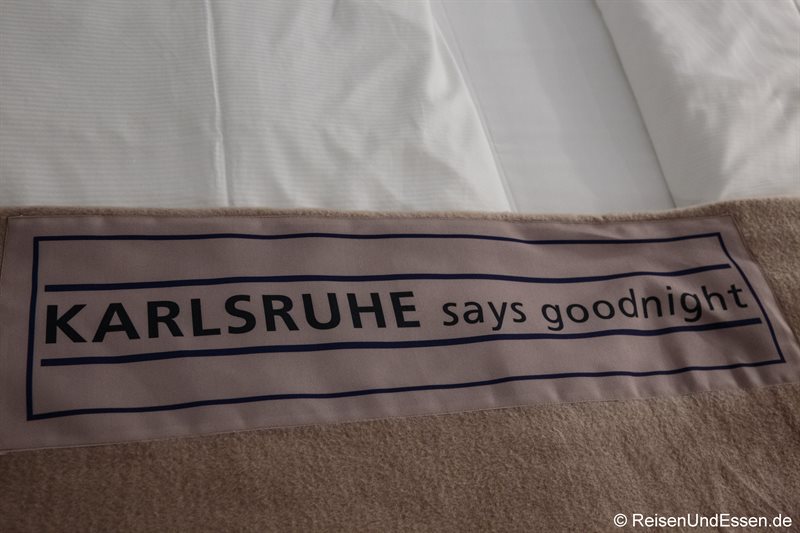 KARLSRUHE says goodnight
© ReisenUndEssen.de